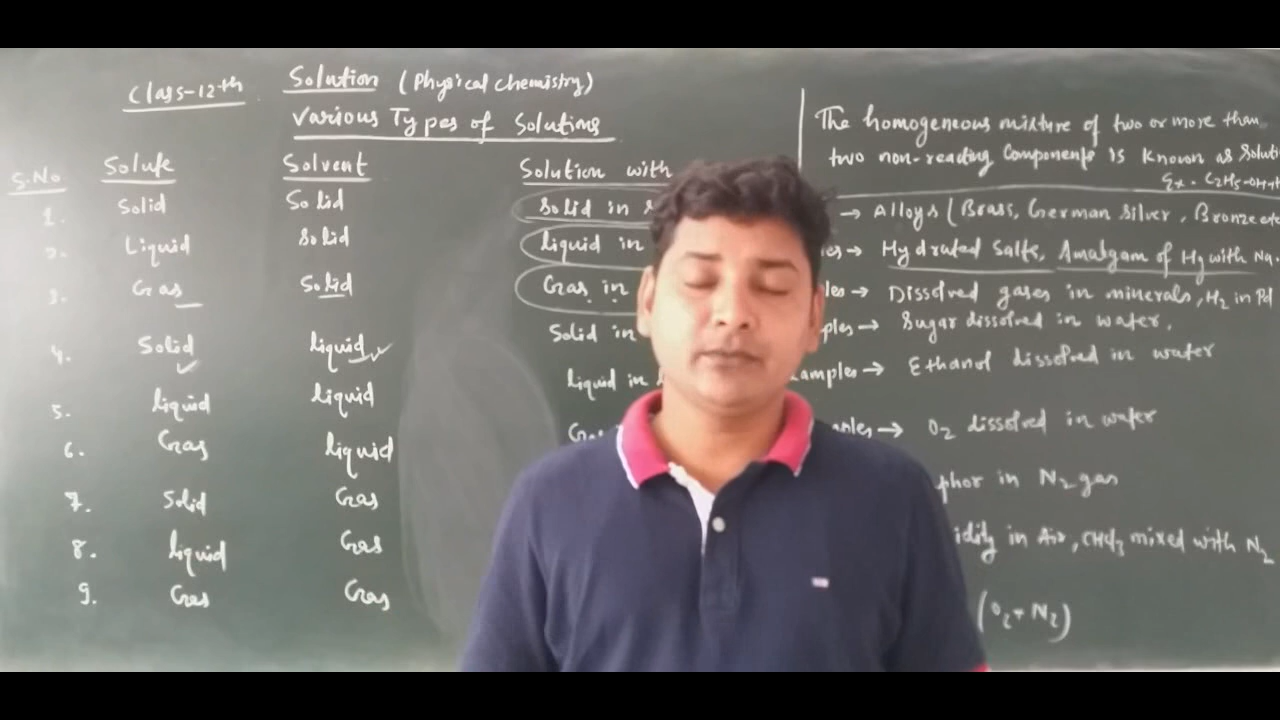 Class-12th Solution (Physical chemistry)
Various Types of Solutions
S.No Solute Solvent Solution with
1. Solid Solid Solid in
2. Liquid Solid liquid in
3. Gas Solid Gas in
4. Solid liquid Solid in
5. liquid liquid liquid in
6. Gas liquid
7. Solid Gas
8. liquid Gas
9. Gas Gas
The homogeneous mixture of two or more than
two non-reacting components is known as
Ex.
→ Alloys (Brass, German Silver, Bronze etc
→ Hydrated Salts, Amalgam of Hg with Na.
→ Dissolved gases in minerals, H2 in Pd
→ Sugar dissolved in water.
→ Ethanol dissolved in water
→ O2 dissolved in water
in N2 gas
in Air, CHCl3 mixed with N2
(O2 + N2)